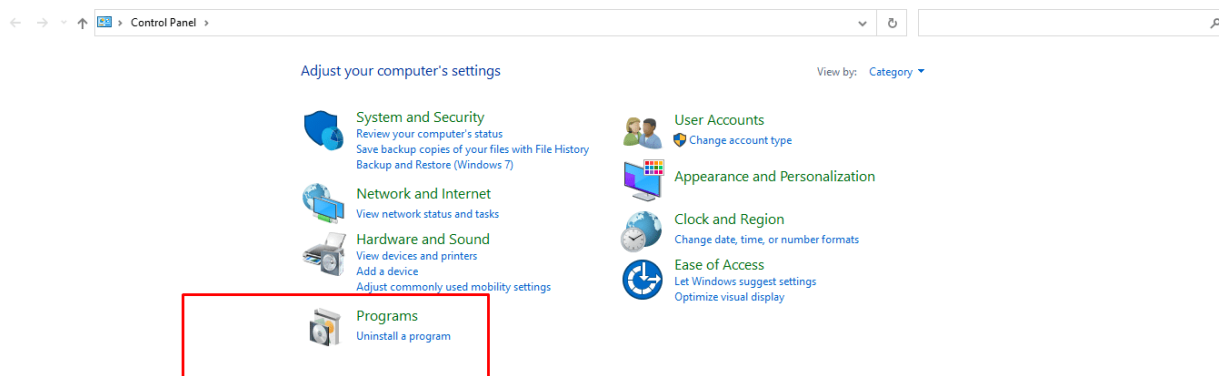 Control Panel
Adjust your computer's settings
View by: Category
System and Security
Review your computer's status
Save backup copies of your files with File History
Backup and Restore (Windows 7)
Network and Internet
View network status and tasks
Hardware and Sound
View devices and printers
Add a device
Adjust commonly used mobility settings
Programs
Uninstall a program
User Accounts
Change account type
Appearance and Personalization
Clock and Region
Change date, time, or number formats
Ease of Access
Let Windows suggest settings
Optimize visual display